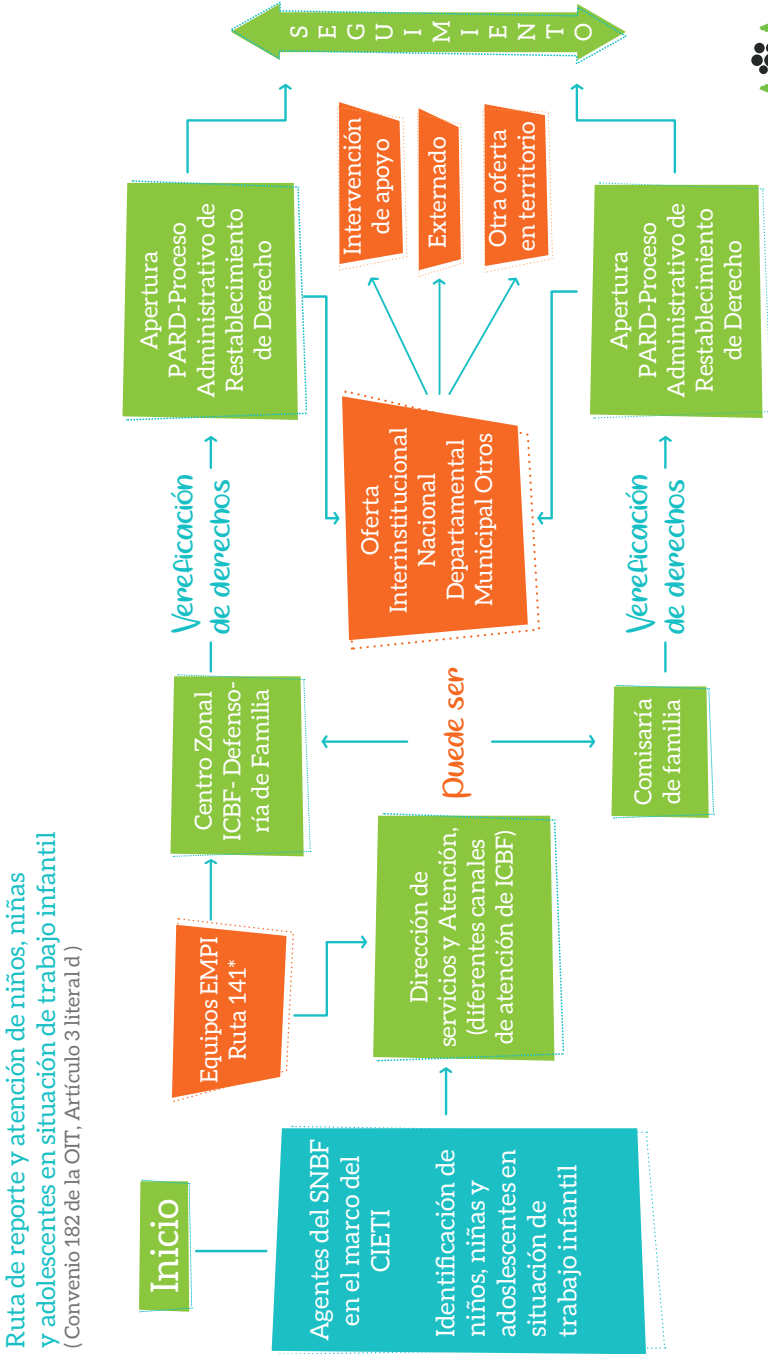 Ruta de reporte y atención de niños, niñas
y adolescentes en situación de trabajo infantil
( Convenio 182 de la OIT, Artículo 3 literal d )
Inicio
Agentes del SNBF
en el marco del
CIETI
Identificación de
niños, niñas y
adoslescentes en
situación de
trabajo infantil
Equipos EMPI
Ruta 141*
Dirección de
servicios y Atención,
(diferentes canales
de atención de ICBF)
Centro Zonal
ICBF- Defenso-
ría de Familia
puede ser
Comisaría
de familia
Vereficación
de derechos
Vereficación
de derechos
Oferta
Interinstitucional
Nacional
Departamental
Municipal Otros
Apertura
PARD-Proceso
Administrativo de
Restablecimiento
de Derecho
Intervención
de apoyo
Externado
Otra oferta
en territorio
Apertura
PARD-Proceso
Administrativo de
Restablecimiento
de Derecho
SEGUIMIENTO